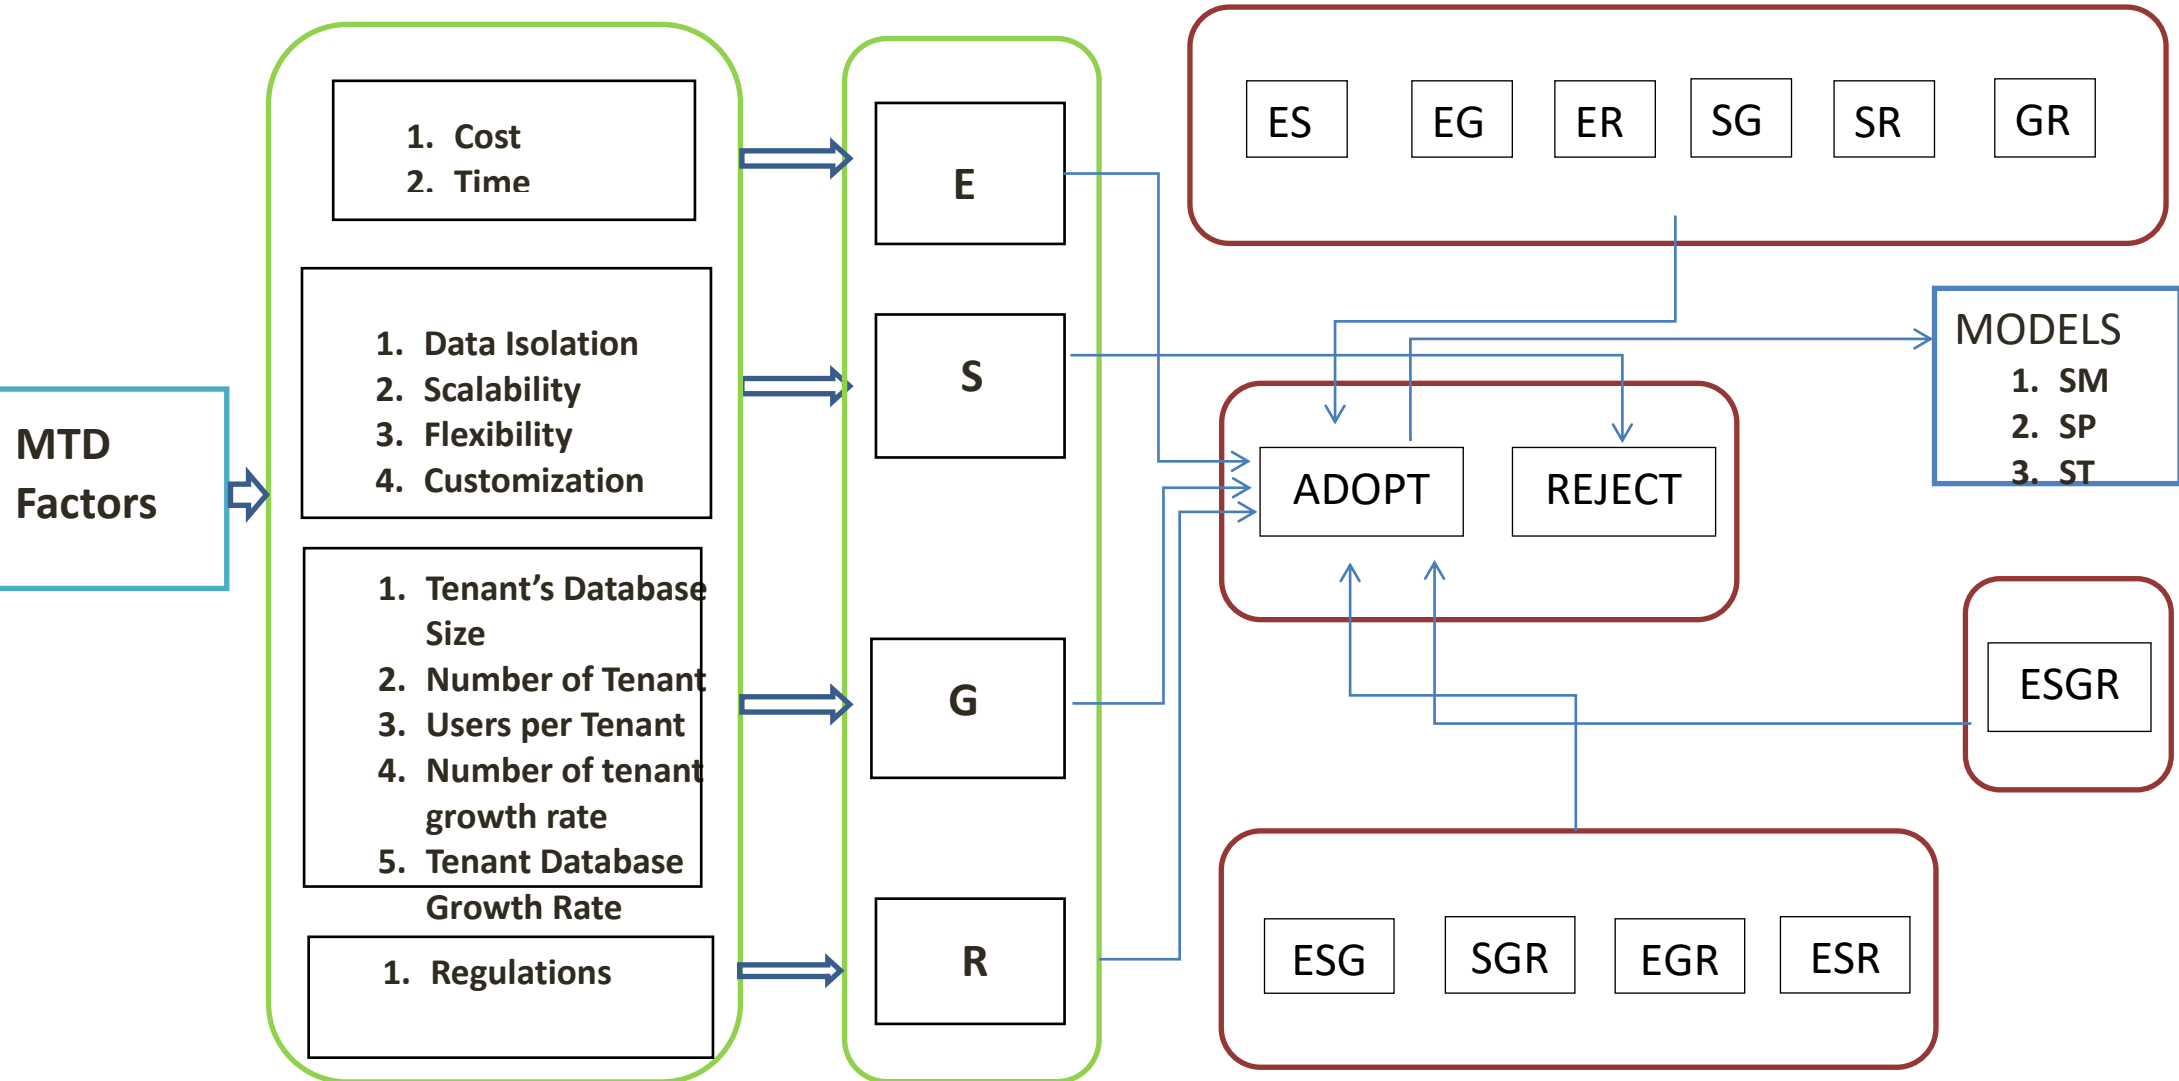 MTD
Factors
1. Cost
2. Time
1. Data Isolation
2. Scalability
3. Flexibility
4. Customization
1. Tenant’s Database
Size
2. Number of Tenant
3. Users per Tenant
4. Number of tenant
growth rate
5. Tenant Database
Growth Rate
1. Regulations
E
S
G
R
ES EG ER SG SR GR
MODELS
1. SM
2. SP
3. ST
ADOPT REJECT
ESGR
ESG SGR EGR ESR